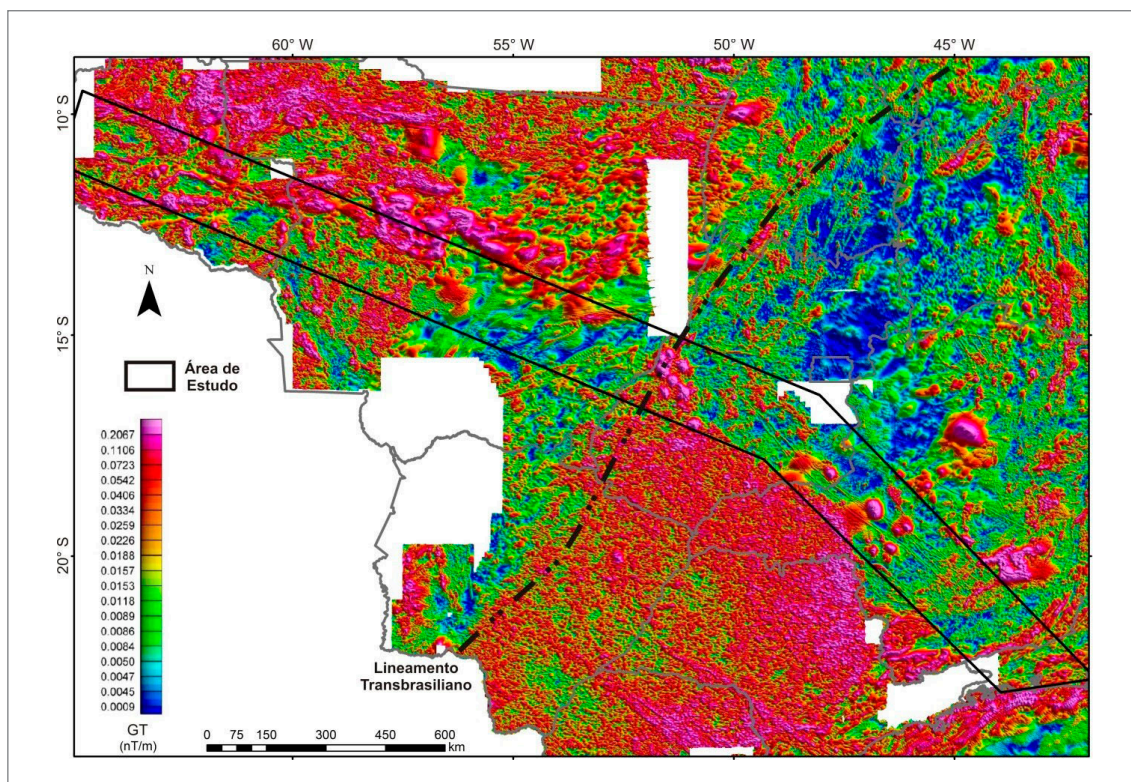 60° W
55° W
50° W
45° W
10° S
15° S
20° S
N
Área de
Estudo
0.2067
0.1106
0.0723
0.0542
0.0406
0.0334
0.0259
0.0226
0.0188
0.0157
0.0153
0.0118
0.0089
0.0086
0.0084
0.0050
0.0047
0.0045
0.0009
GT
(nT/m)
Lineamento
Transbrasiliano
0 75 150 300 450 600
km